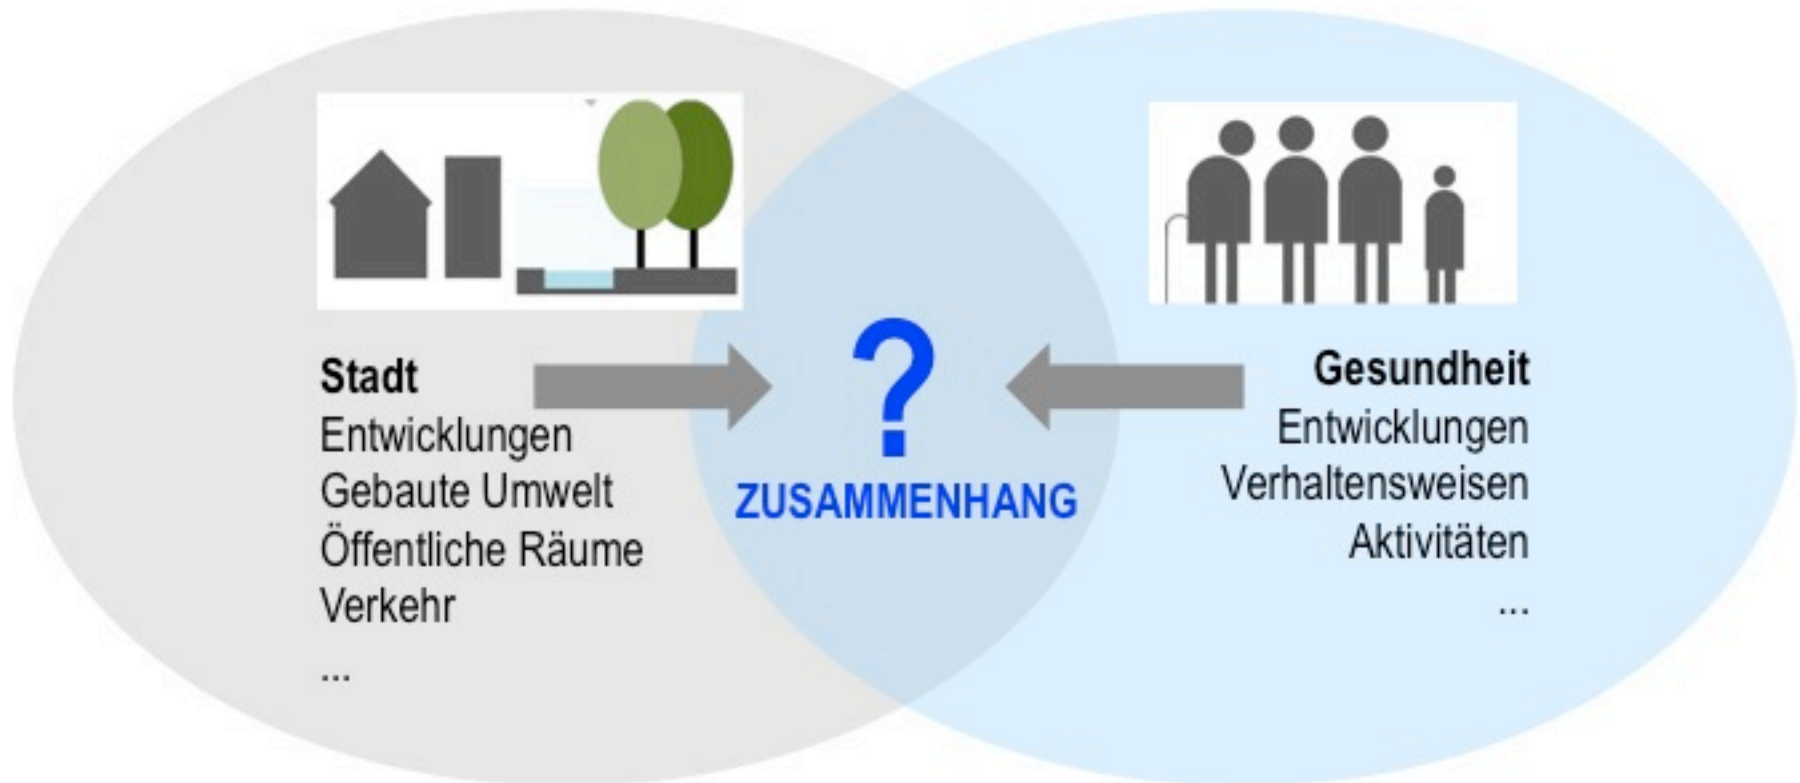 Stadt
Entwicklungen
Gebaute Umwelt
Öffentliche Räume
Verkehr
...
?
ZUSAMMENHANG
Gesundheit
Entwicklungen
Verhaltensweisen
Aktivitäten
...